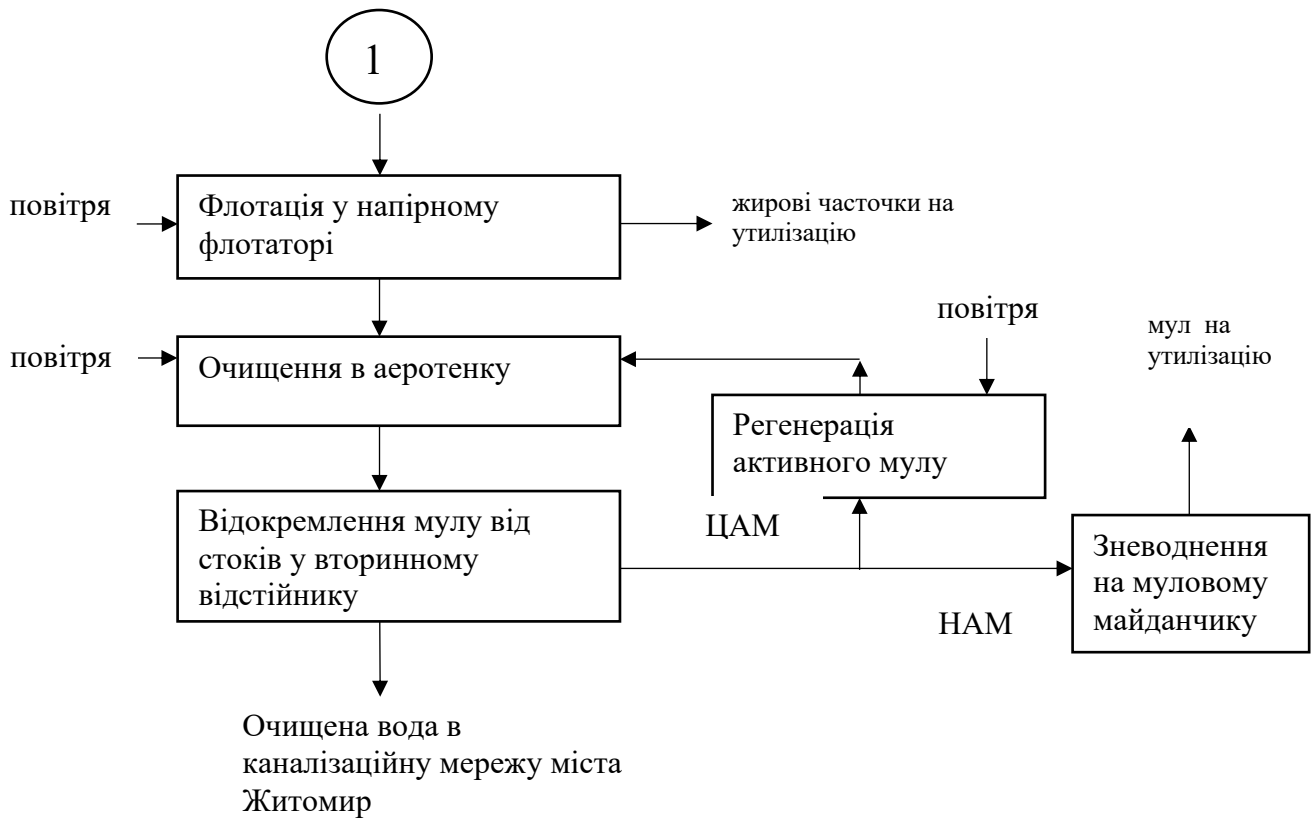 1
повітря
Флотація у напірному
флотаторі
жирові часточки на
утилізацію
повітря
Очищення в аеротенку
повітря
мул на
утилізацію
Регенерація
активного мулу
Відокремлення мулу від
стоків у вторинному
відстійнику
ЦАМ
НАМ
Зневоднення
на муловому
майданчику
Очищена вода в
каналізаційну мережу міста
Житомир